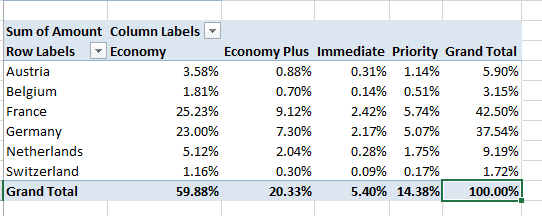 Sum of Amount Column Labels
Row Labels Economy Economy Plus Immediate Priority Grand Total
Austria 3.58% 0.88% 0.31% 1.14% 5.90%
Belgium 1.81% 0.70% 0.14% 0.51% 3.15%
France 25.23% 9.12% 2.42% 5.74% 42.50%
Germany 23.00% 7.30% 2.17% 5.07% 37.54%
Netherlands 5.12% 2.04% 0.28% 1.75% 9.19%
Switzerland 1.16% 0.30% 0.09% 0.17% 1.72%
Grand Total 59.88% 20.33% 5.40% 14.38% 100.00%